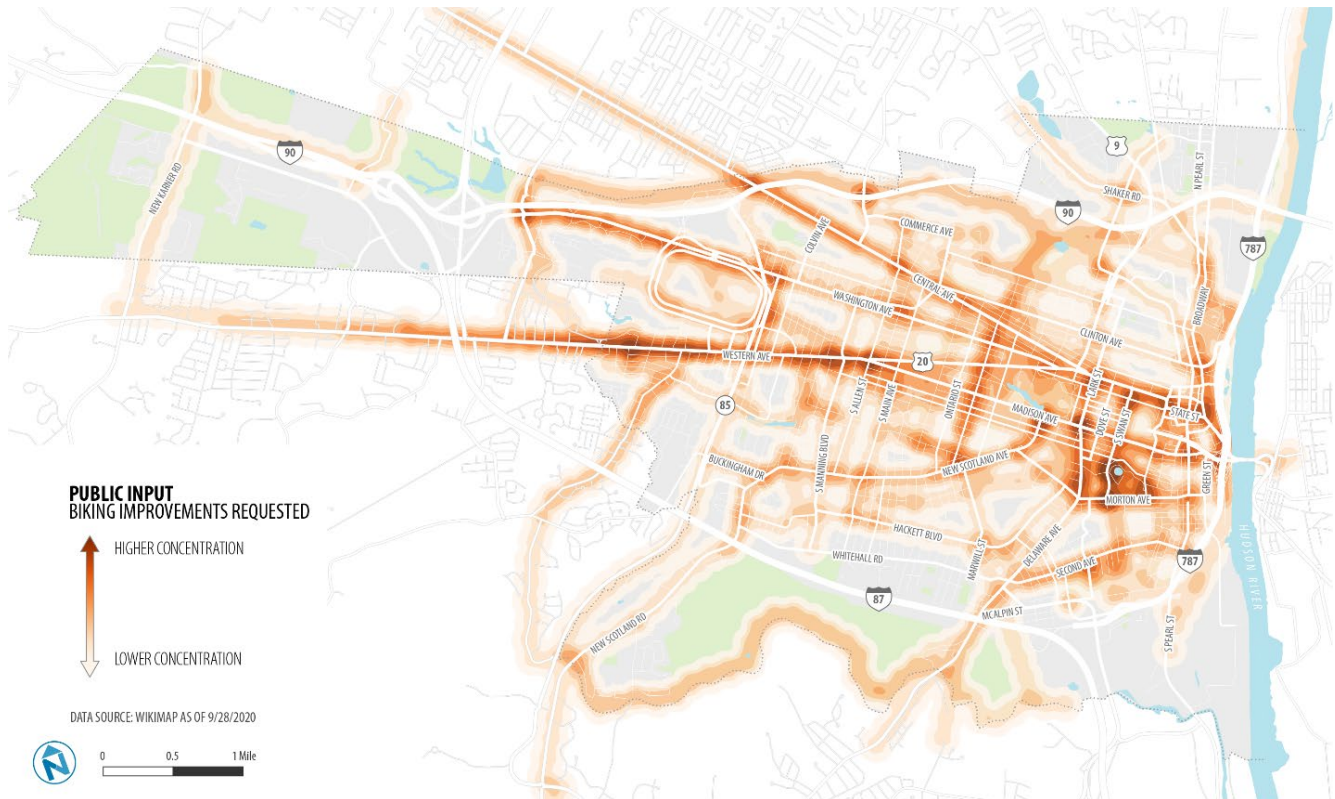 PUBLIC INPUT
BIKING IMPROVEMENTS REQUESTED
HIGHER CONCENTRATION
LOWER CONCENTRATION
DATA SOURCE: WIKIMAP AS OF 9/28/2020
N
0 0.5 1 Mile
NEW KARNER RD
90
9
N PEARL ST
SHAKER RD
90
787
COLVIN AVE
COMMERCE AVE
CENTRAL AVE
WASHINGTON AVE
BROADWAY
CLINTON AVE
WESTERN AVE
20
LARK ST
85
S ALLEN ST
S MAIN AVE
ONTARIO ST
MADISON AVE
DOVE ST
S SWAN ST
STATE ST
BUCKINGHAM DR
S MANNING BLVD
NEW SCOTLAND AVE
GREEN ST
MORTON AVE
HACKETT BLVD
WHITEHALL RD
MARWILL ST
DELAWARE AVE
SECOND AVE
787
HUDSON RIVER
87
MCALPIN ST
NEW SCOTLAND RD
S PEARL ST